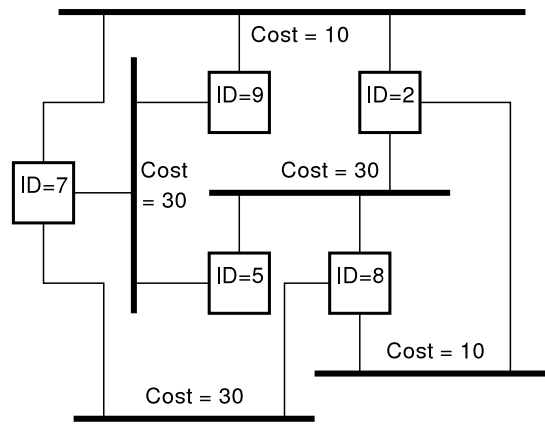 Cost = 10
ID=9
ID=2
Cost
= 30
Cost = 30
ID=7
ID=5
ID=8
Cost = 10
Cost = 30